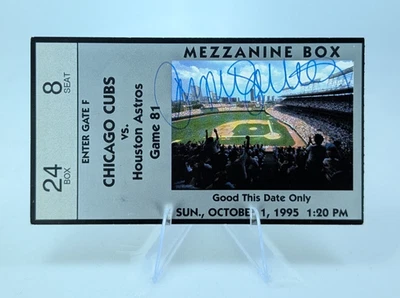 24 BOX
8 SEAT
ENTER GATE F
CHICAGO CUBS
vs.
Houston Astros
Game 81
MEZZANINE BOX
Good This Date Only
SUN., OCTOBER 1, 1995 1:20 PM